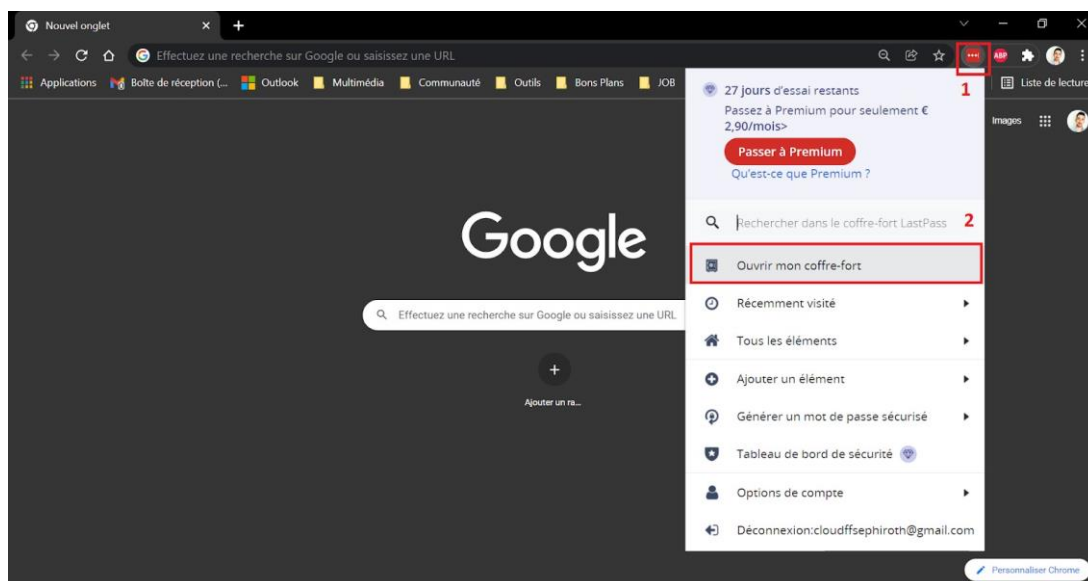 Nouvel onglet
Effectuez une recherche sur Google ou saisissez une URL
ABP
Applications
Boîte de réception (...
Outlook
Multimédia
Communauté
Outils
Bons Plans
JOB
Liste de lecture
1
27 jours d'essai restants
Passez à Premium pour seulement €
2,90/mois>
Passer à Premium
Qu'est-ce que Premium ?
Images
Rechercher dans le coffre-fort LastPass
2
Google
Ouvrir mon coffre-fort
Récemment visité
Effectuez une recherche sur Google ou saisissez une URL
Tous les éléments
Ajouter un élément
Ajouter un ra...
Générer un mot de passe sécurisé
Tableau de bord de sécurité
Options de compte
Déconnexion:cloudffsephiroth@gmail.com
Personnaliser Chrome